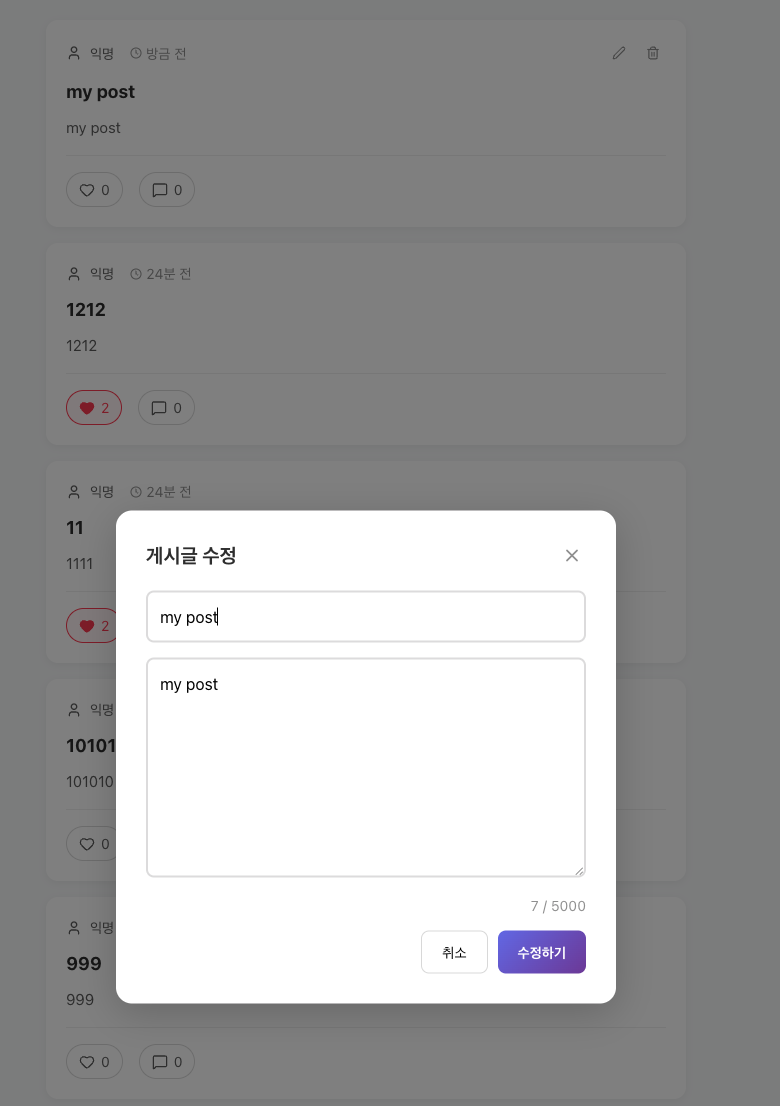 익명 방금 전
my post
my post
0 0
익명 24분 전
1212
1212
2 0
익명 24분 전
11
1111
2
게시글 수정
my post
my post
7 / 5000
취소 수정하기
익명
10101
101010
0
익명
999
999
0 0